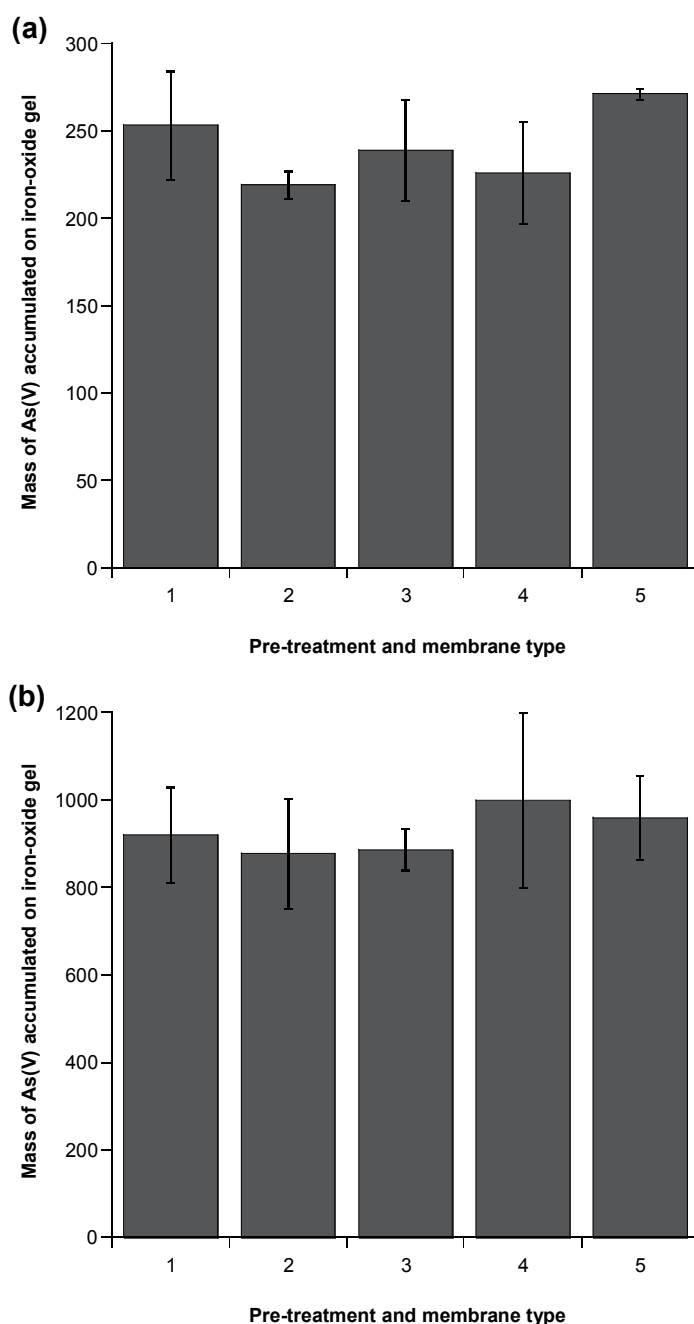 (a)
Mass of As(V) accumulated on iron-oxide gel
300
250
200
150
100
50
0
1 2 3 4 5
Pre-treatment and membrane type
(b)
Mass of As(V) accumulated on iron-oxide gel
1200
1000
800
600
400
200
0
1 2 3 4 5
Pre-treatment and membrane type